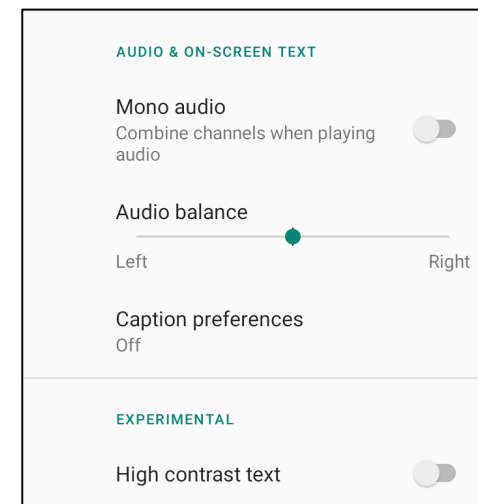 AUDIO & ON-SCREEN TEXT
Mono audio
Combine channels when playing
audio
Audio balance
Left Right
Caption preferences
Off
EXPERIMENTAL
High contrast text